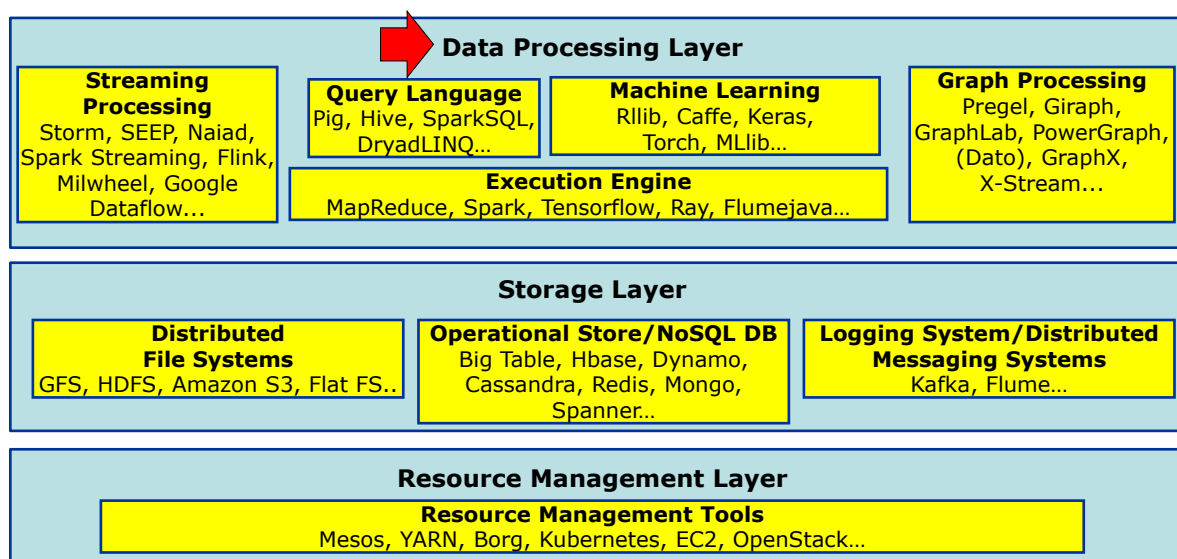 Data Processing Layer
Streaming
Processing
Storm, SEEP, Naiad,
Spark Streaming, Flink,
Milwheel, Google
Dataflow...
Query Language
Pig, Hive, SparkSQL,
DryadLINQ…
Machine Learning
Rllib, Caffe, Keras,
Torch, MLlib…
Execution Engine
MapReduce, Spark, Tensorflow, Ray, Flumejava…
Graph Processing
Pregel, Giraph,
GraphLab, PowerGraph,
(Dato), GraphX,
X-Stream...
Storage Layer
Distributed
File Systems
GFS, HDFS, Amazon S3, Flat FS..
Operational Store/NoSQL DB
Big Table, Hbase, Dynamo,
Cassandra, Redis, Mongo,
Spanner…
Logging System/Distributed
Messaging Systems
Kafka, Flume…
Resource Management Layer
Resource Management Tools
Mesos, YARN, Borg, Kubernetes, EC2, OpenStack…